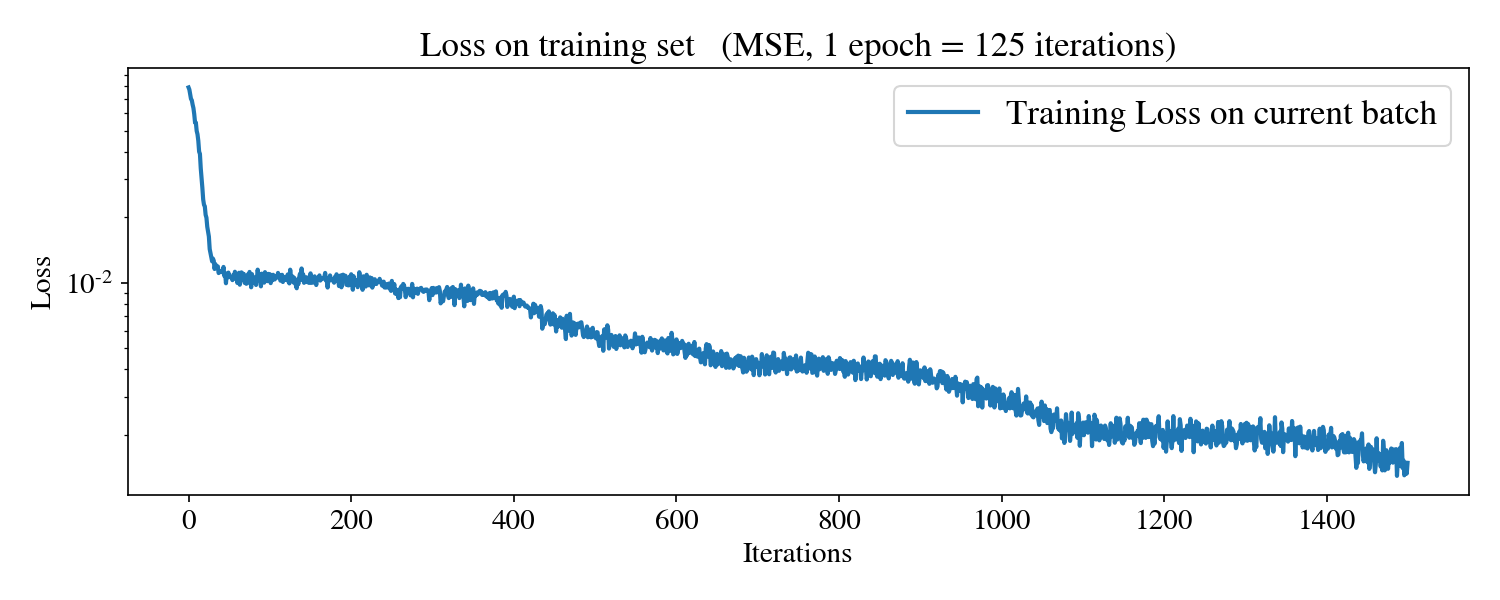 Loss on training set   (MSE, 1 epoch = 125 iterations)
Training Loss on current batch
Loss
10⁻²
0 200 400 600 800 1000 1200 1400
Iterations